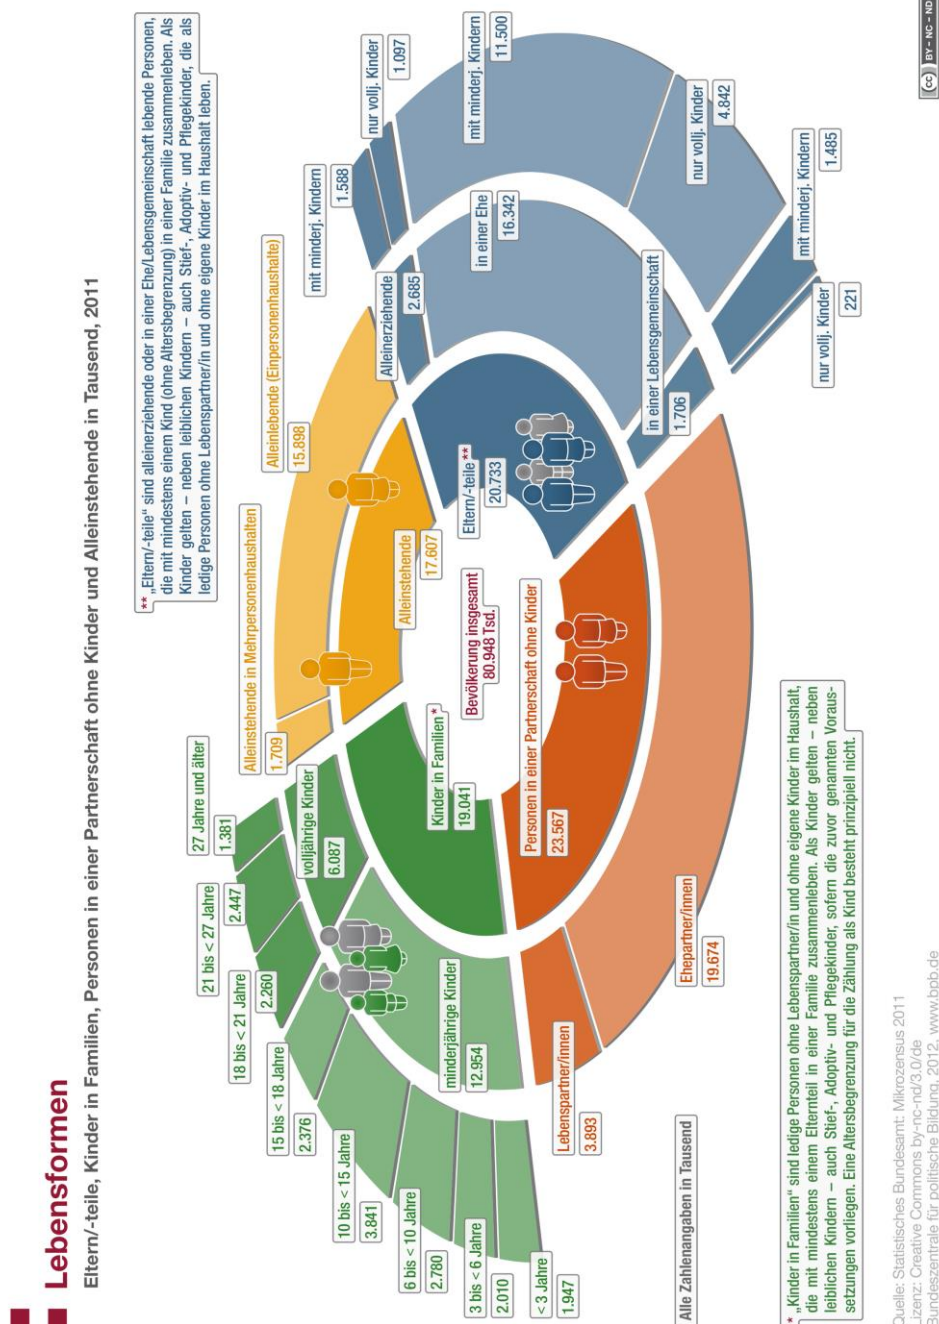 Lebensformen
Eltern/-teile, Kinder in Familien, Personen in einer Partnerschaft ohne Kinder und Alleinstehende in Tausend, 2011
** „Eltern/-teile“ sind alleinerziehende oder in einer Ehe/Lebensgemeinschaft lebende Personen,
die mit mindestens einem Kind (ohne Altersbegrenzung) in einer Familie zusammenleben. Als
Kinder gelten – neben leiblichen Kindern – auch Stief-, Adoptiv- und Pflegekinder, die als
ledige Personen ohne Lebenspartner/in und ohne eigene Kinder im Haushalt leben.
27 Jahre und älter
1.381
21 bis < 27 Jahre
2.447
18 bis < 21 Jahre
2.260
15 bis < 18 Jahre
2.376
10 bis < 15 Jahre
3.841
6 bis < 10 Jahre
2.780
3 bis < 6 Jahre
2.010
< 3 Jahre
1.947
volljährige Kinder
6.087
minderjährige Kinder
12.954
Kinder in Familien*
19.041
Alleinstehende in Mehrpersonenhaushalten
1.709
Alleinlebende (Einpersonenhaushalte)
15.898
Alleinstehende
17.607
Bevölkerung insgesamt
80.948 Tsd.
mit minderj. Kindern
1.588
nur vollj. Kinder
1.097
Alleinerziehende
2.685
mit minderj. Kindern
11.500
in einer Ehe
16.342
nur vollj. Kinder
4.842
Eltern/-teile**
20.733
in einer Lebensgemeinschaft
1.706
mit minderj. Kindern
1.485
nur vollj. Kinder
221
Personen in einer Partnerschaft ohne Kinder
23.567
Lebenspartner/innen
3.893
Ehepartner/innen
19.674
Alle Zahlenangaben in Tausend
* „Kinder in Familien“ sind ledige Personen ohne Lebenspartner/in und ohne eigene Kinder im Haushalt,
die mit mindestens einem Elternteil in einer Familie zusammenleben. Als Kinder gelten – neben
leiblichen Kindern – auch Stief-, Adoptiv- und Pflegekinder, sofern die zuvor genannten Voraus-
setzungen vorliegen. Eine Altersbegrenzung für die Zählung als Kind besteht prinzipiell nicht.
Quelle: Statistisches Bundesamt: Mikrozensus 2011
Lizenz: Creative Commons by-nc-nd/3.0/de
Bundeszentrale für politische Bildung, 2012, www.bpb.de
cc BY - NC - ND